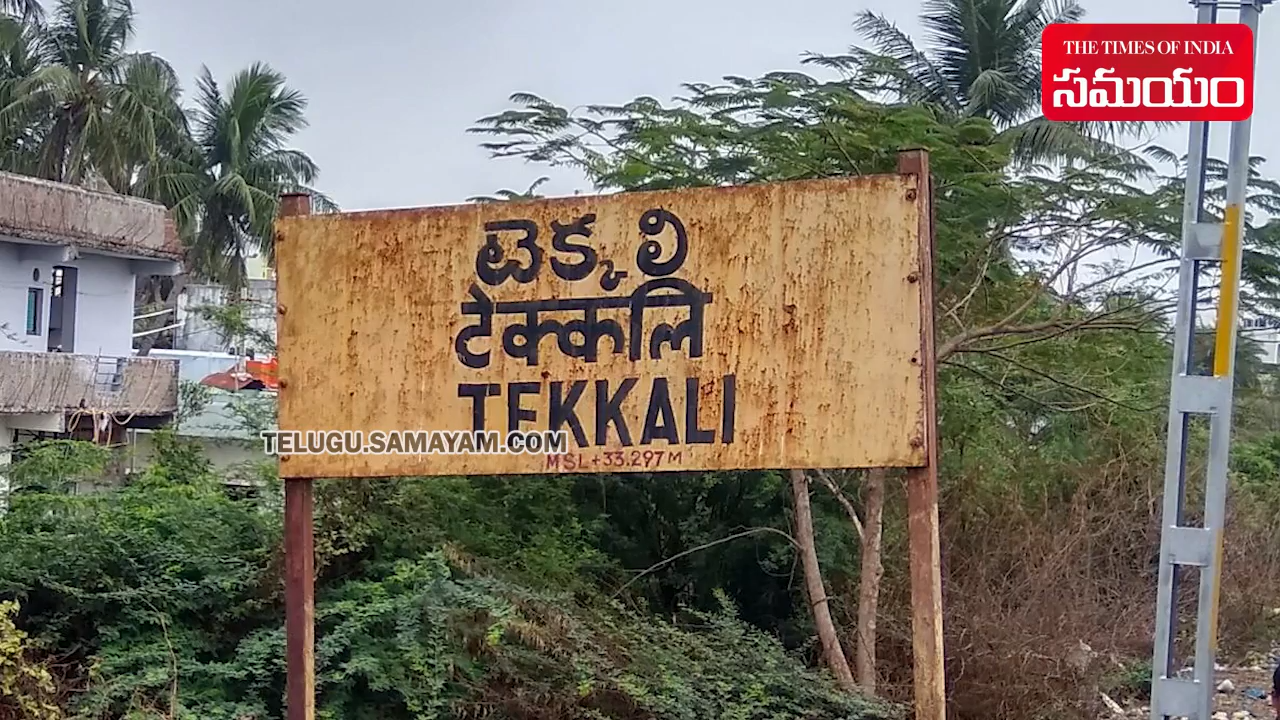 THE TIMES OF INDIA
సమయం
టెక్కలి
टेक्कलि
TEKKALI
TELUGU.SAMAYAM.COM
MSL+33.297M